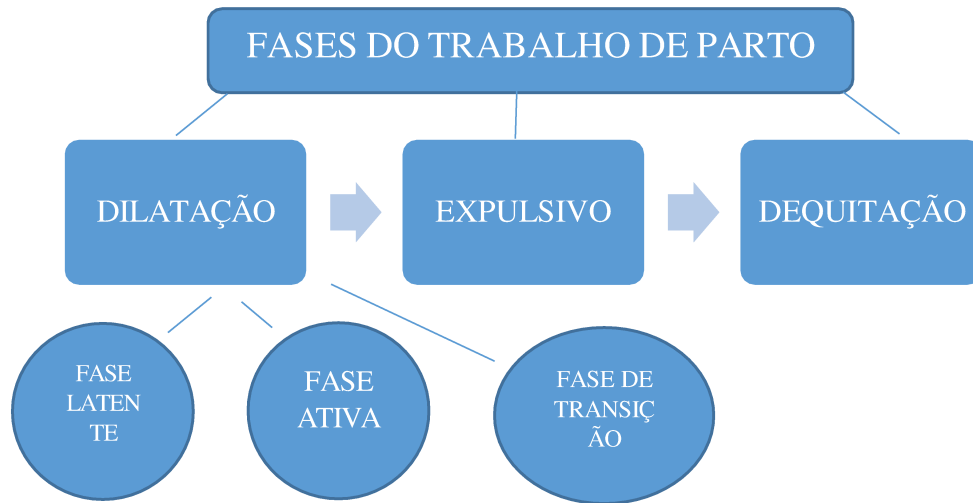 FASES DO TRABALHO DE PARTO
DILATAÇÃO
EXPULSIVO
DEQUITAÇÃO
FASE
LATEN
TE
FASE
ATIVA
FASE DE
TRANSIÇ
ÃO